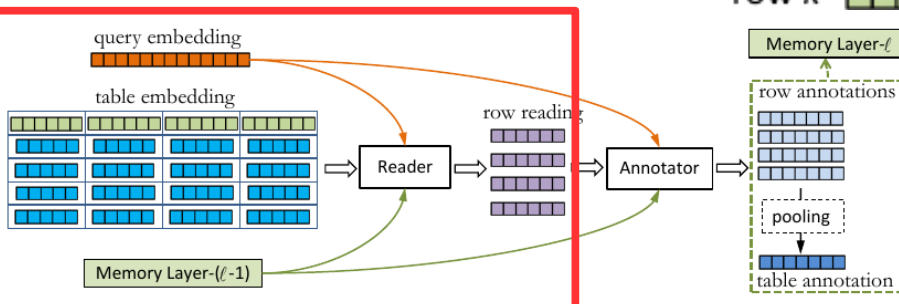 row-k
query embedding
Memory Layer-ℓ
table embedding
row annotations
row reading
Reader
Annotator
pooling
Memory Layer-(ℓ-1)
table annotation